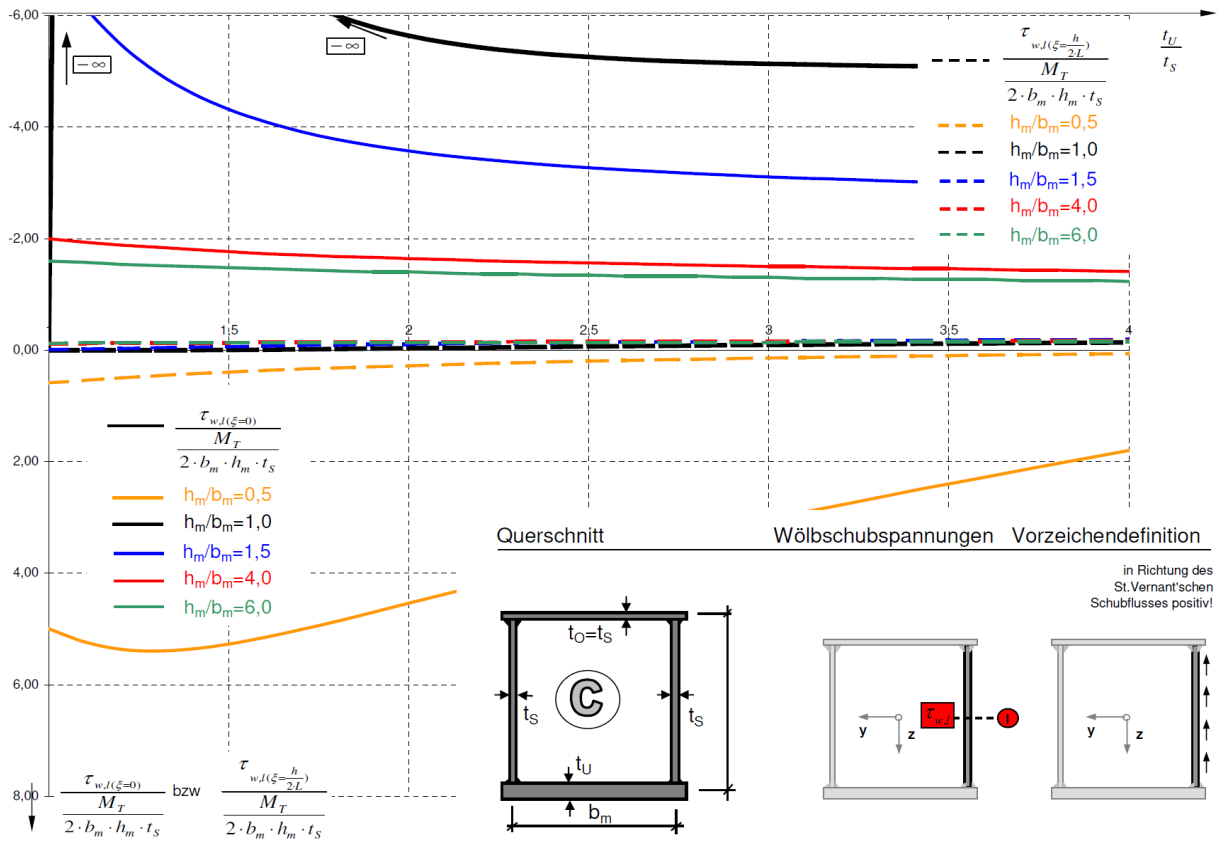 -6,00
-4,00
-2,00
0,00
2,00
4,00
6,00
8,00
1,5
2
2,5
3
3,5
4
− ∞
− ∞
τ w,l(ξ=h/2·L)
M_T
2 · b_m · h_m · t_S
t_U
t_S
h_m/b_m=0,5
h_m/b_m=1,0
h_m/b_m=1,5
h_m/b_m=4,0
h_m/b_m=6,0
τ w,l(ξ=0)
M_T
2 · b_m · h_m · t_S
h_m/b_m=0,5
h_m/b_m=1,0
h_m/b_m=1,5
h_m/b_m=4,0
h_m/b_m=6,0
τ w,l(ξ=0) bzw τ w,l(ξ=h/2·L)
M_T M_T
2 · b_m · h_m · t_S 2 · b_m · h_m · t_S
Querschnitt Wölbschubspannungen Vorzeichendefinition
in Richtung des
St.Vernant'schen
Schubflusses positiv!
t_O=t_S
C
t_S t_S
t_U
b_m
τ w,l I
y z
y z